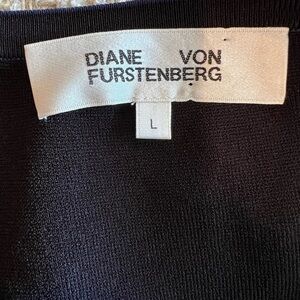 DIANE VON
FURSTENBERG
L